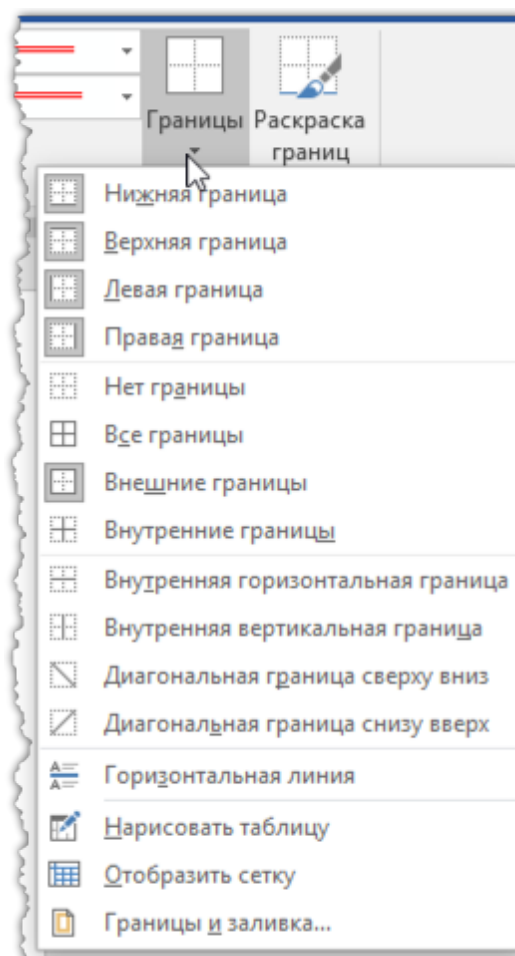 Границы Раскраска
границ
Нижняя граница
Верхняя граница
Левая граница
Правая граница
Нет границы
Все границы
Внешние границы
Внутренние границы
Внутренняя горизонтальная граница
Внутренняя вертикальная граница
Диагональная граница сверху вниз
Диагональная граница снизу вверх
Горизонтальная линия
Нарисовать таблицу
Отобразить сетку
Границы и заливка...